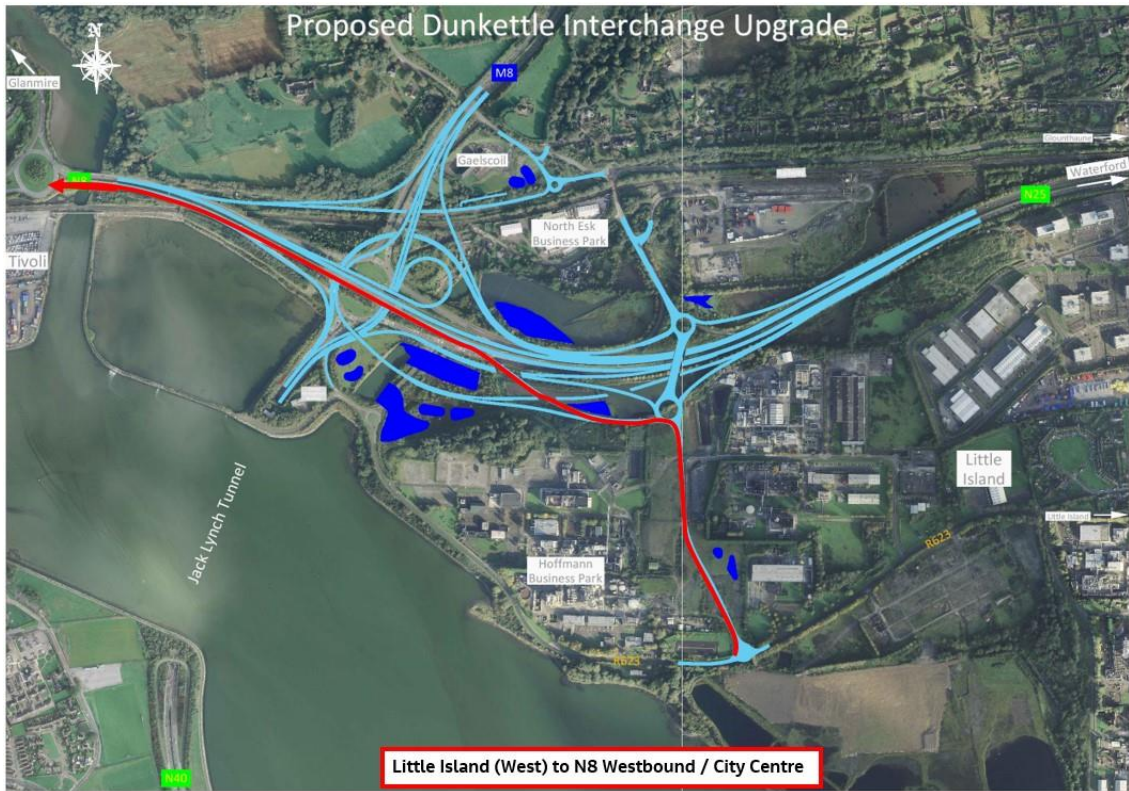 Proposed Dunkettle Interchange Upgrade
N
Glanmire
M8
Glounthaune
Gaelscoil
Waterford
N8
N25
North Esk
Business Park
Tivoli
Little
Island
Little Island
Jack Lynch Tunnel
R623
Hoffmann
Business Park
R623
N40
Little Island (West) to N8 Westbound / City Centre